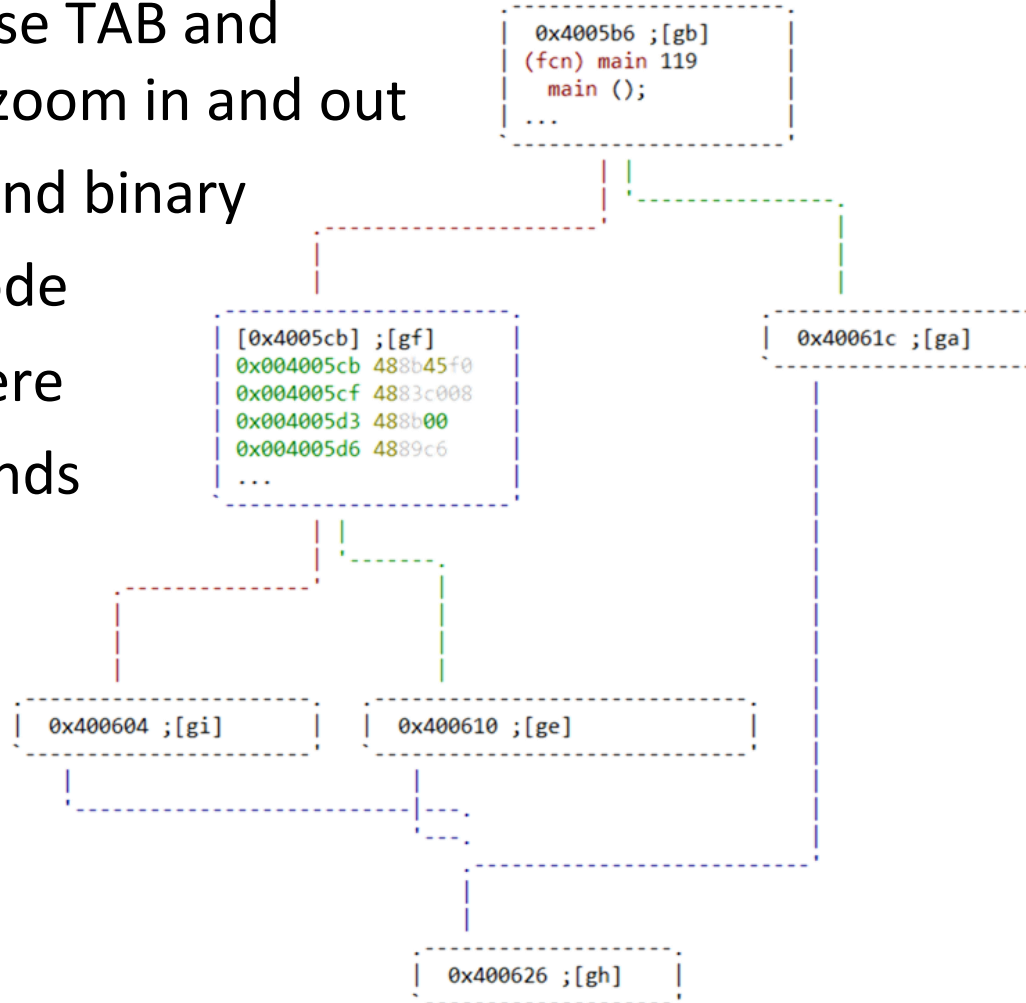 se TAB and
zoom in and out
nd binary
de
ere
nds
0x4005b6 ;[gb]
(fcn) main 119
main ();
...
[0x4005cb] ;[gf]
0x004005cb 488b45f0
0x004005cf 4883c008
0x004005d3 488b00
0x004005d6 4889c6
...
0x40061c ;[ga]
0x400604 ;[gi]
0x400610 ;[ge]
0x400626 ;[gh]